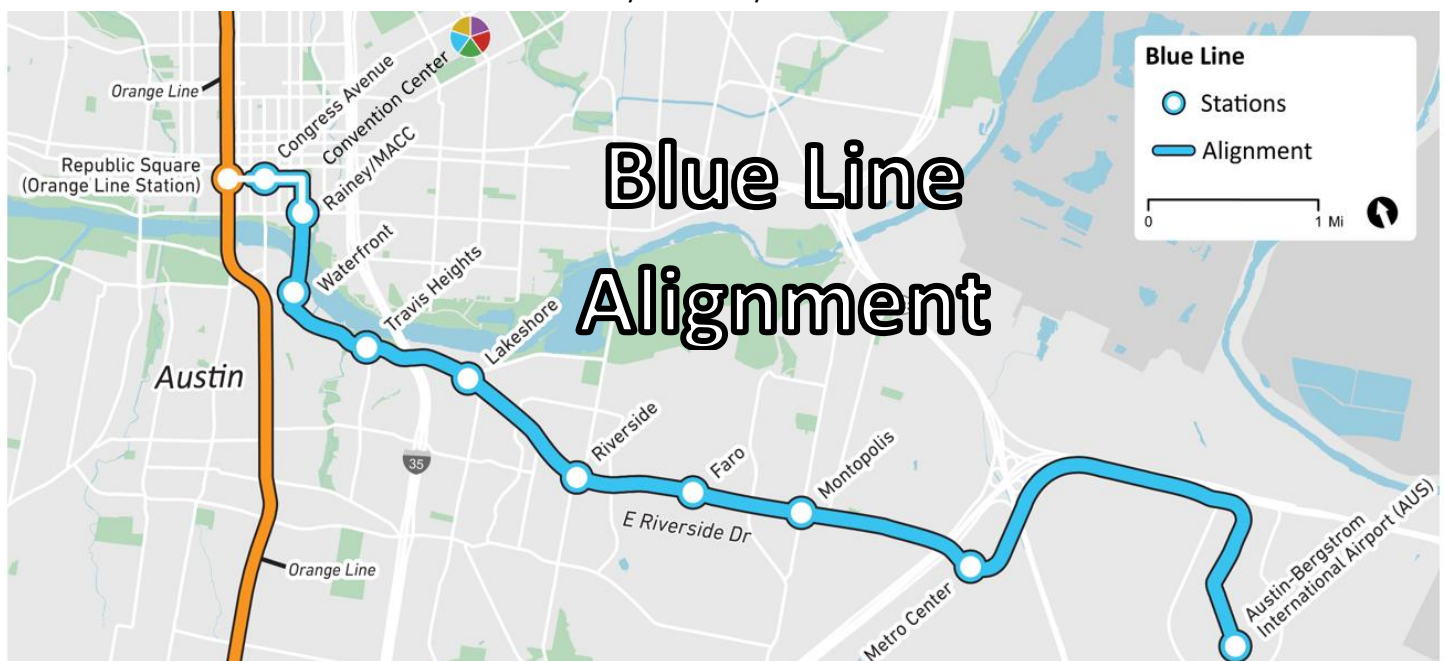 Blue Line
Stations
Alignment
0
1 Mi
Orange Line
Congress Avenue
Convention Center
Rainey/MACC
Republic Square
(Orange Line Station)
Blue Line
Alignment
Waterfront
Travis Heights
Lakeshore
Austin
35
Riverside
Faro
Montopolis
E Riverside Dr
Orange Line
Metro Center
Austin-Bergstrom
International Airport (AUS)